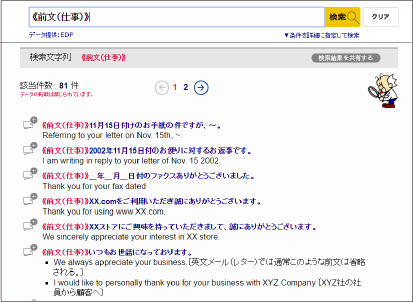 《前文(仕事)》
検索
クリア
データ提供:EDP
▼条件を詳細に指定して検索
検索文字列 《前文(仕事)》
検索結果を共有する
該当件数 : 81 件
データの転載は禁じられています。
1 2
《前文(仕事)》11月15日付けのお手紙の件ですが、~。
Referring to your letter on Nov. 15th, ~.
《前文(仕事)》2002年11月15日付のお便りに対するお返事です。
I am writing in reply to your letter of Nov. 15 2002.
《前文(仕事)》__年__月__日付のファックスありがとうございました。
Thank you for your fax dated
《前文(仕事)》XX.comをご利用いただき誠にありがとうございます。
Thank you for using www.XX.com.
《前文(仕事)》XXストアにご興味を持っていただきまして、誠にありがとうございます。
We sincerely appreciate your interest in XX store.
《前文(仕事)》いつもお世話になっております。
We always appreciate your business.［英文メール(レター)では通常このような前文は省略
される。］
I would like to personally thank you for your business with XYZ Company.［XYZ社の社
員から顧客へ］